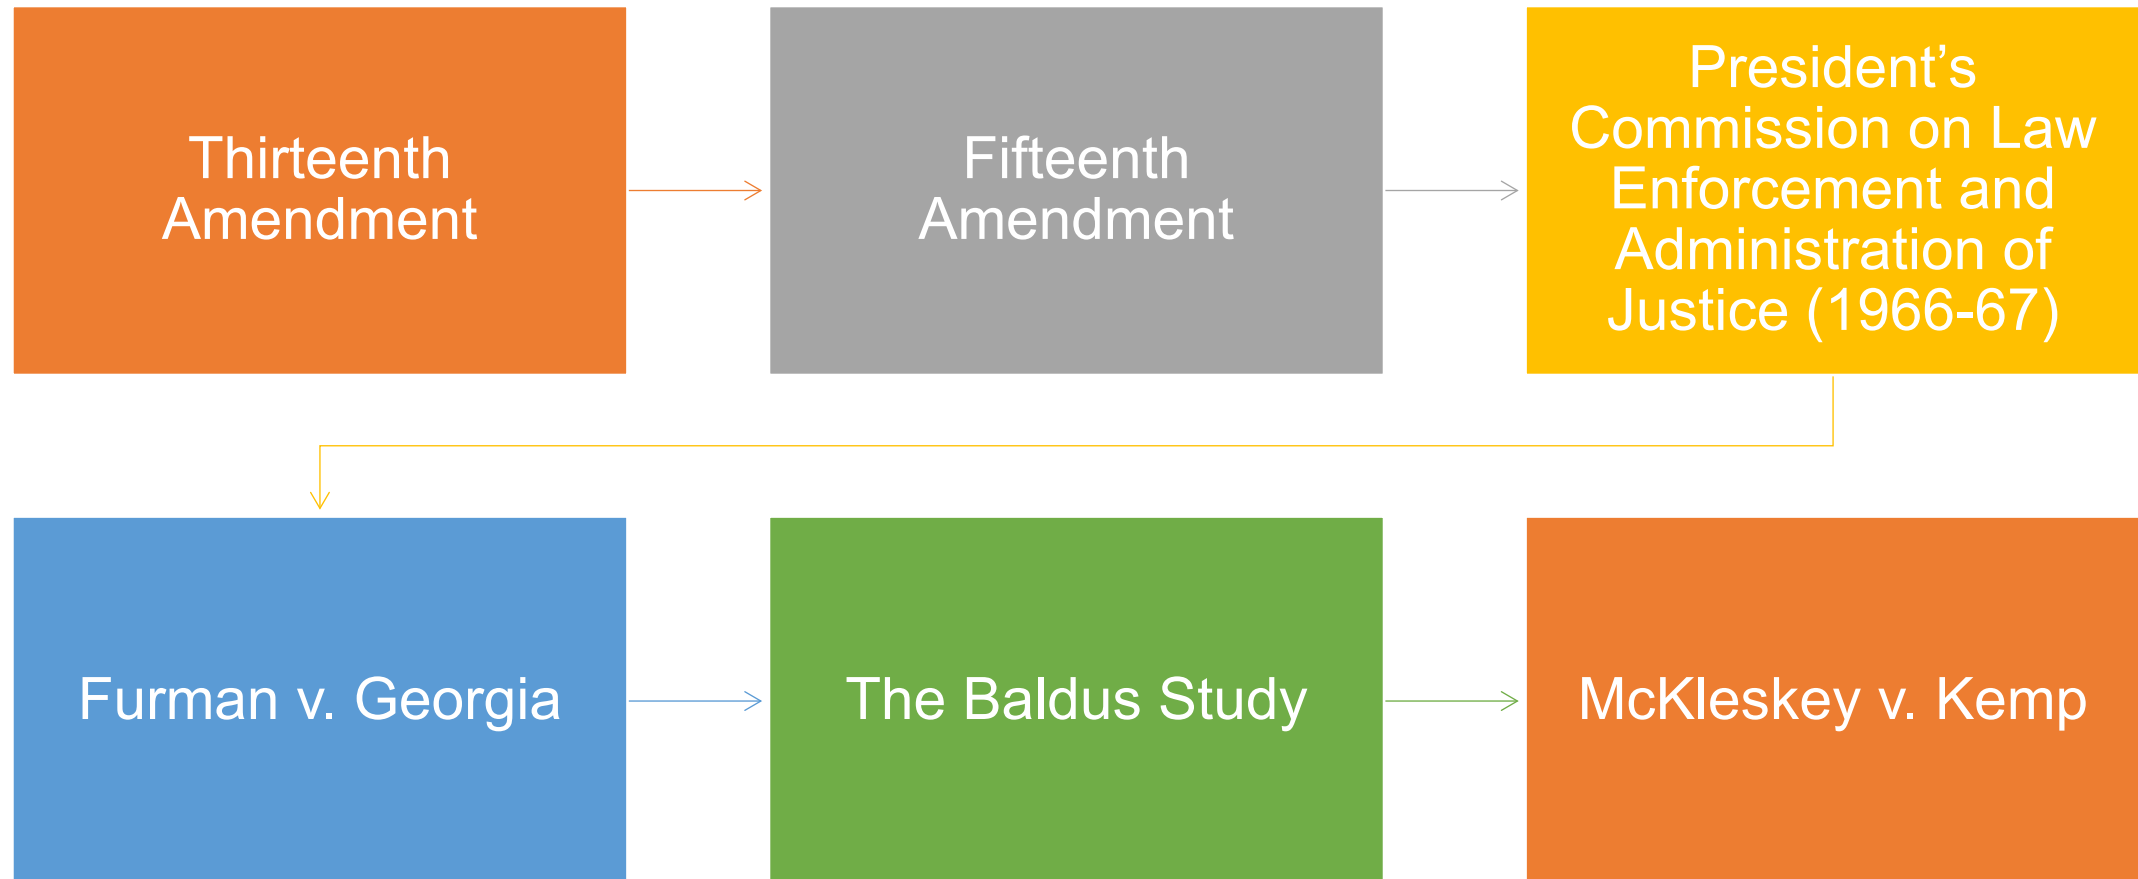 Thirteenth
Amendment
Fifteenth
Amendment
President’s
Commission on Law
Enforcement and
Administration of
Justice (1966-67)
Furman v. Georgia
The Baldus Study
McKleskey v. Kemp